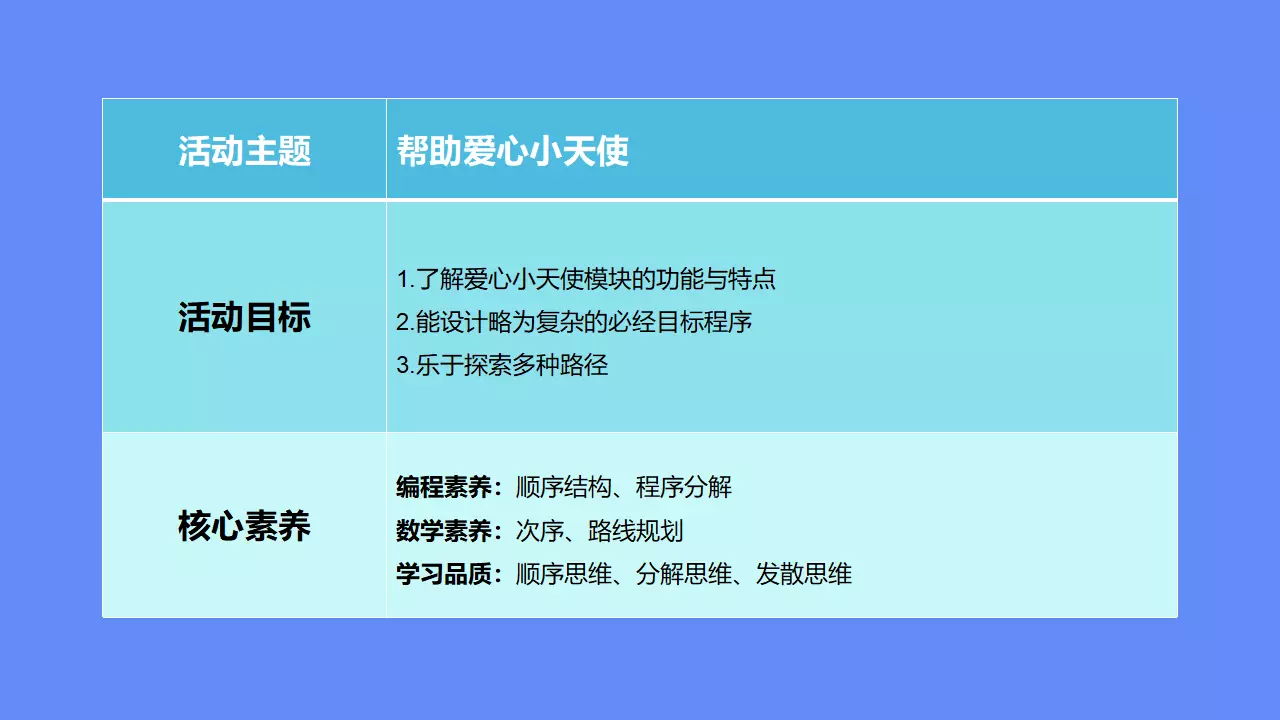 活动主题
帮助爱心小天使
活动目标
1.了解爱心小天使模块的功能与特点
2.能设计略为复杂的必经目标程序
3.乐于探索多种路径
核心素养
编程素养：顺序结构、程序分解
数学素养：次序、路线规划
学习品质：顺序思维、分解思维、发散思维